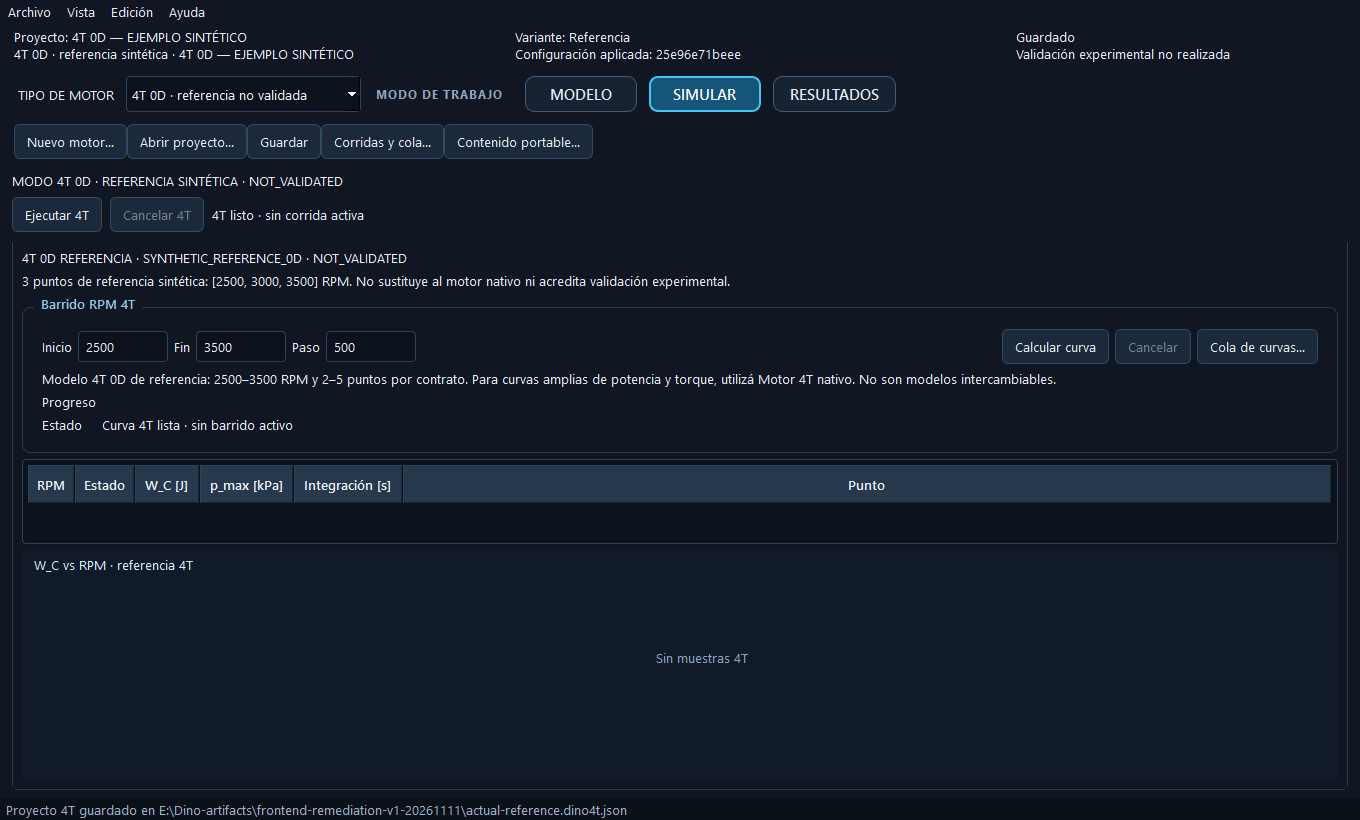 Archivo Vista Edición Ayuda
Proyecto: 4T 0D — EJEMPLO SINTÉTICO Variante: Referencia Guardado
4T 0D · referencia sintética · 4T 0D — EJEMPLO SINTÉTICO Configuración aplicada: 25e96e71beee Validación experimental no realizada
TIPO DE MOTOR 4T 0D · referencia no validada MODO DE TRABAJO MODELO SIMULAR RESULTADOS
Nuevo motor... Abrir proyecto... Guardar Corridas y cola... Contenido portable...
MODO 4T 0D · REFERENCIA SINTÉTICA · NOT_VALIDATED
Ejecutar 4T Cancelar 4T 4T listo · sin corrida activa
4T 0D REFERENCIA · SYNTHETIC_REFERENCE_0D · NOT_VALIDATED
3 puntos de referencia sintética: [2500, 3000, 3500] RPM. No sustituye al motor nativo ni acredita validación experimental.
Barrido RPM 4T
Inicio 2500 Fin 3500 Paso 500 Calcular curva Cancelar Cola de curvas...
Modelo 4T 0D de referencia: 2500–3500 RPM y 2–5 puntos por contrato. Para curvas amplias de potencia y torque, utilizá Motor 4T nativo. No son modelos intercambiables.
Progreso
Estado Curva 4T lista · sin barrido activo
RPM Estado W_C [J] p_max [kPa] Integración [s] Punto
W_C vs RPM · referencia 4T
Sin muestras 4T
Proyecto 4T guardado en E:\Dino-artifacts\frontend-remediation-v1-20261111\actual-reference.dino4t.json